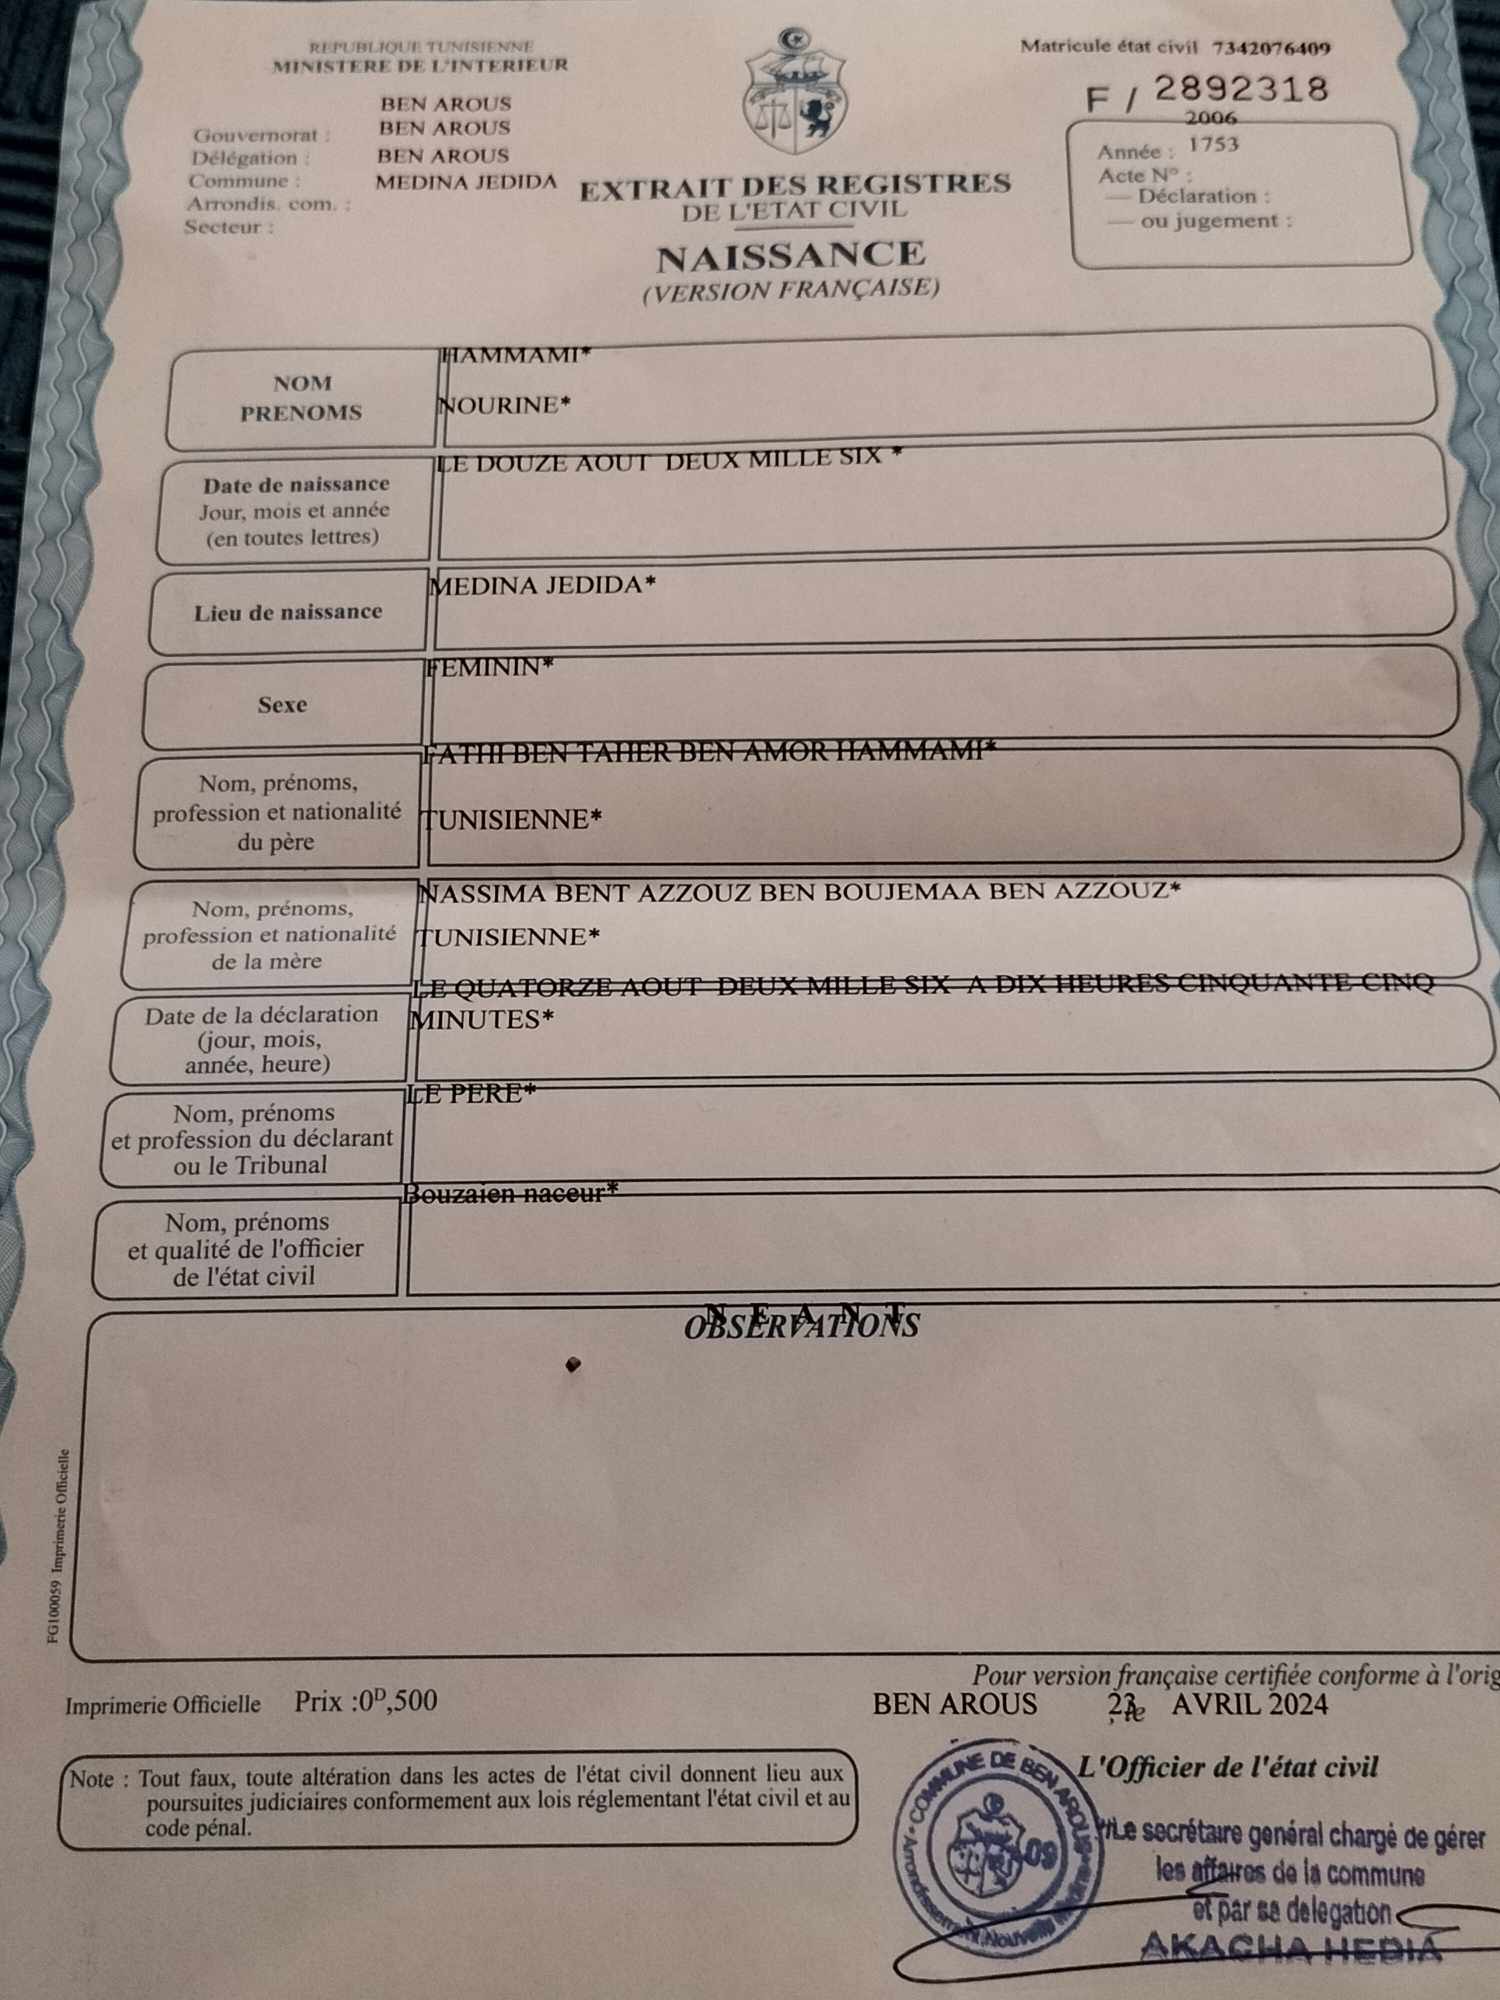 REPUBLIQUE TUNISIENNE
MINISTERE DE L'INTERIEUR
BEN AROUS
Gouvernorat : BEN AROUS
Délégation : BEN AROUS
Commune : MEDINA JEDIDA
Arrondis. com. :
Secteur :
Matricule état civil 7342076409
F / 2892318
2006
Année : 1753
Acte N° :
— Déclaration :
— ou jugement :
EXTRAIT DES REGISTRES
DE L'ETAT CIVIL
NAISSANCE
(VERSION FRANÇAISE)
NOM
PRENOMS
HAMMAMI*
NOURINE*
Date de naissance
Jour, mois et année
(en toutes lettres)
LE DOUZE AOUT DEUX MILLE SIX *
Lieu de naissance
MEDINA JEDIDA*
Sexe
FEMININ*
Nom, prénoms,
profession et nationalité
du père
FATHI BEN TAHER BEN AMOR HAMMAMI*
TUNISIENNE*
Nom, prénoms,
profession et nationalité
de la mère
NASSIMA BENT AZZOUZ BEN BOUJEMAA BEN AZZOUZ*
TUNISIENNE*
Date de la déclaration
(jour, mois,
année, heure)
LE QUATORZE AOUT DEUX MILLE SIX A DIX HEURES CINQUANTE-CINQ
MINUTES*
Nom, prénoms
et profession du déclarant
ou le Tribunal
LE PERE*
Nom, prénoms
et qualité de l'officier
de l'état civil
Bouzaien naceur*
N E A N T
OBSERVATIONS
FG100059 Imprimerie Officielle
Pour version française certifiée conforme à l'orig
Imprimerie Officielle Prix :0D,500
BEN AROUS , le 23 AVRIL 2024
Note : Tout faux, toute altération dans les actes de l'état civil donnent lieu aux
poursuites judiciaires conformement aux lois réglementant l'état civil et au
code pénal.
L'Officier de l'état civil
COMMUNE DE BEN AROUS
Arrondissement Nouvelle
09
Le secrétaire général chargé de gérer
les affaires de la commune
et par sa delegation
AKACHA HEDIA